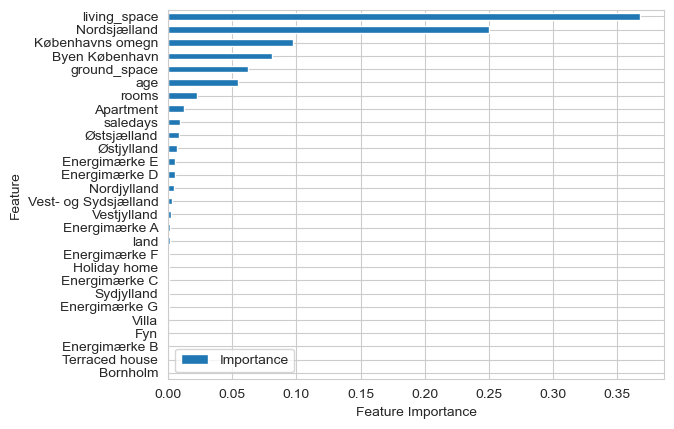 living_space
Nordsjælland
Københavns omegn
Byen København
ground_space
age
rooms
Apartment
saledays
Østsjælland
Østjylland
Energimærke E
Energimærke D
Nordjylland
Vest- og Sydsjælland
Vestjylland
Energimærke A
land
Energimærke F
Holiday home
Energimærke C
Sydjylland
Energimærke G
Villa
Fyn
Energimærke B
Terraced house
Bornholm
Feature
Importance
0.00 0.05 0.10 0.15 0.20 0.25 0.30 0.35
Feature Importance